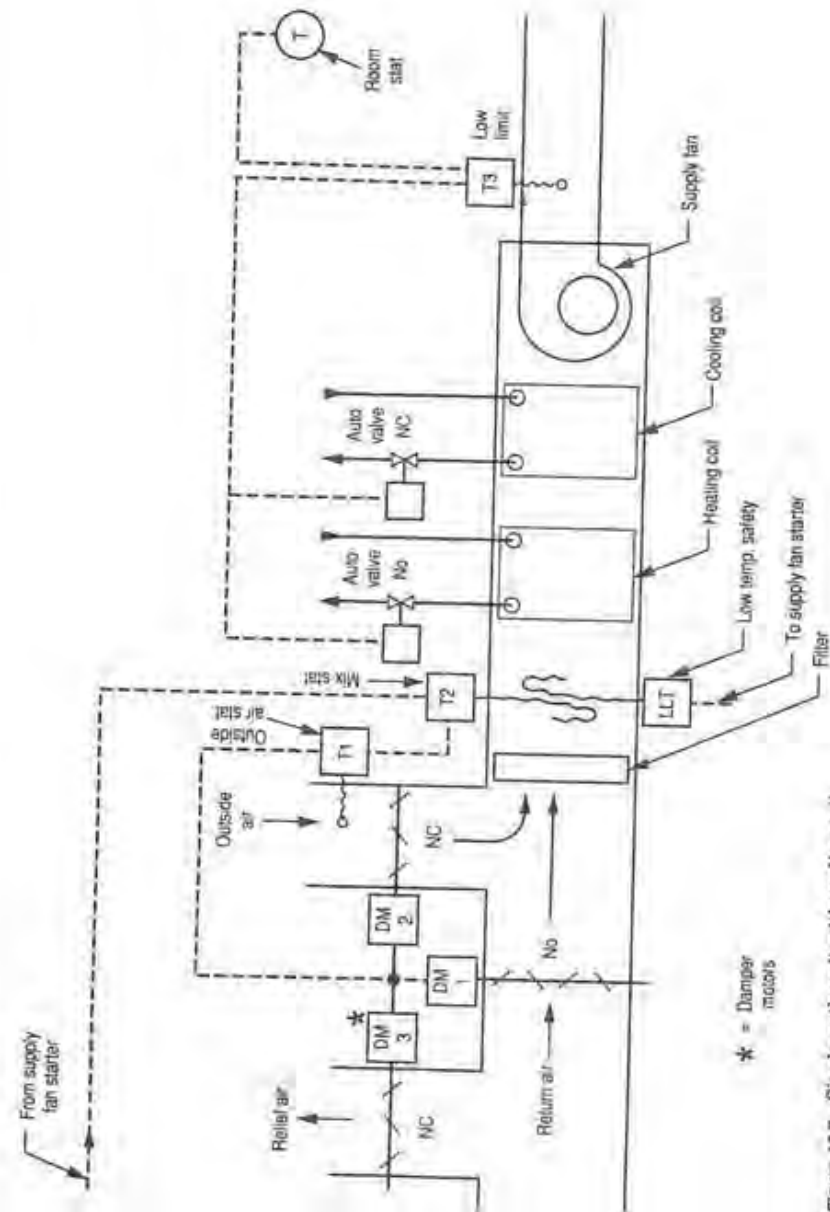 From supply
fan starter
Relief air
NC
*
DM
3
DM
2
DM
1
Return air
No
Outside
air
NC
Outside
air stat
T1
Mix stat
T2
Auto
valve
No
Auto
valve
NC
Low
limit
T3
T
Room
stat
Supply fan
Cooling coil
Heating coil
Low temp. safety
LLT
To supply fan starter
Filter
* = Damper
motors